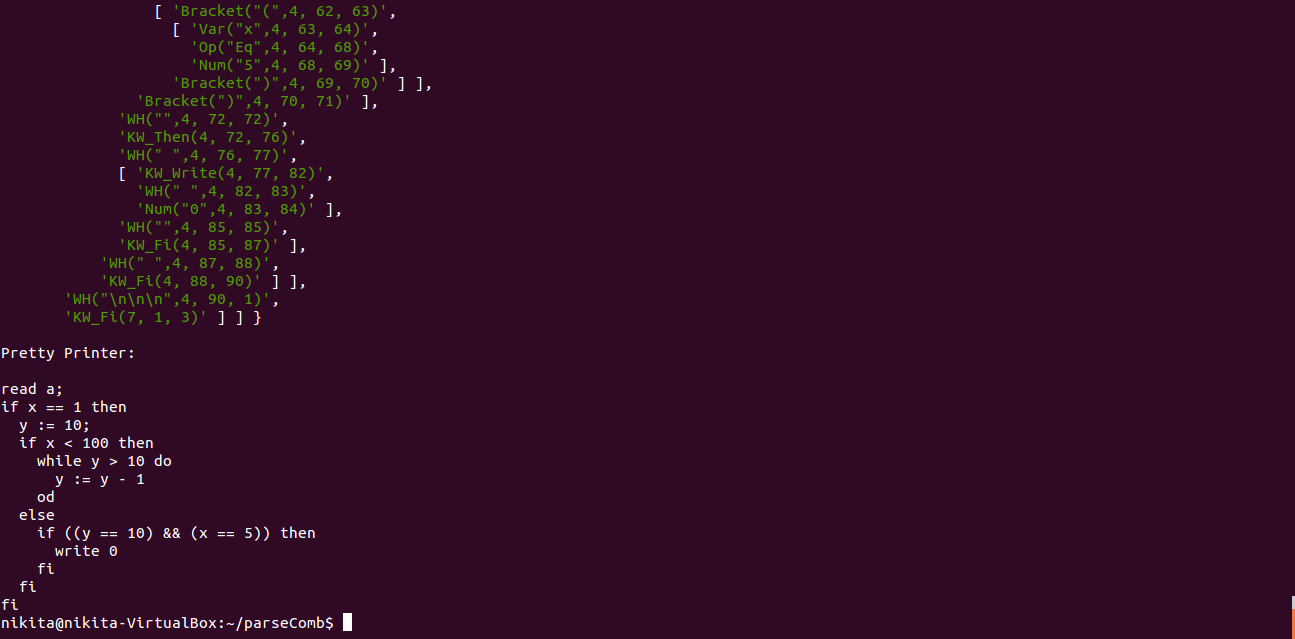 [ 'Bracket("(",4, 62, 63)',
[ 'Var("x",4, 63, 64)',
'Op("Eq",4, 64, 68)',
'Num("5",4, 68, 69)' ],
'Bracket(")",4, 69, 70)' ] ],
'Bracket(")",4, 70, 71)' ],
'WH("",4, 72, 72)',
'KW_Then(4, 72, 76)',
'WH(" ",4, 76, 77)',
[ 'KW_Write(4, 77, 82)',
'WH(" ",4, 82, 83)',
'Num("0",4, 83, 84)' ],
'WH("",4, 85, 85)',
'KW_Fi(4, 85, 87)' ],
'WH(" ",4, 87, 88)',
'KW_Fi(4, 88, 90)' ] ],
'WH("\n\n\n",4, 90, 1)',
'KW_Fi(7, 1, 3)' ] ] }
Pretty Printer:
read a;
if x == 1 then
  y := 10;
  if x < 100 then
    while y > 10 do
      y := y - 1
    od
  else
    if ((y == 10) && (x == 5)) then
      write 0
    fi
  fi
fi
nikita@nikita-VirtualBox:~/parseComb$